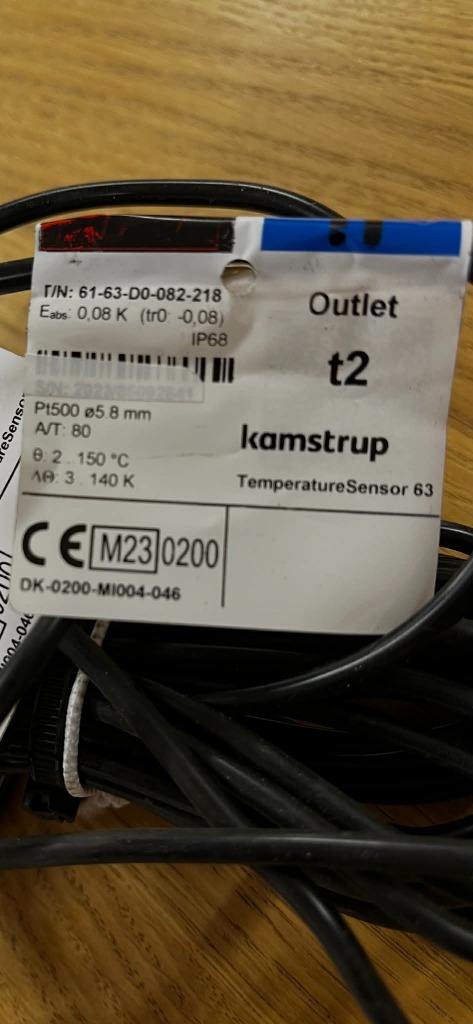 T/N: 61-63-D0-082-218
Eabs: 0,08 K (tr0: -0,08)
IP68
Pt500 ø5.8 mm
A/T: 80
θ: 2...150 °C
ΔΘ: 3...140 K
Outlet
t2
kamstrup
TemperatureSensor 63
CE M23 0200
DK-0200-MI004-046